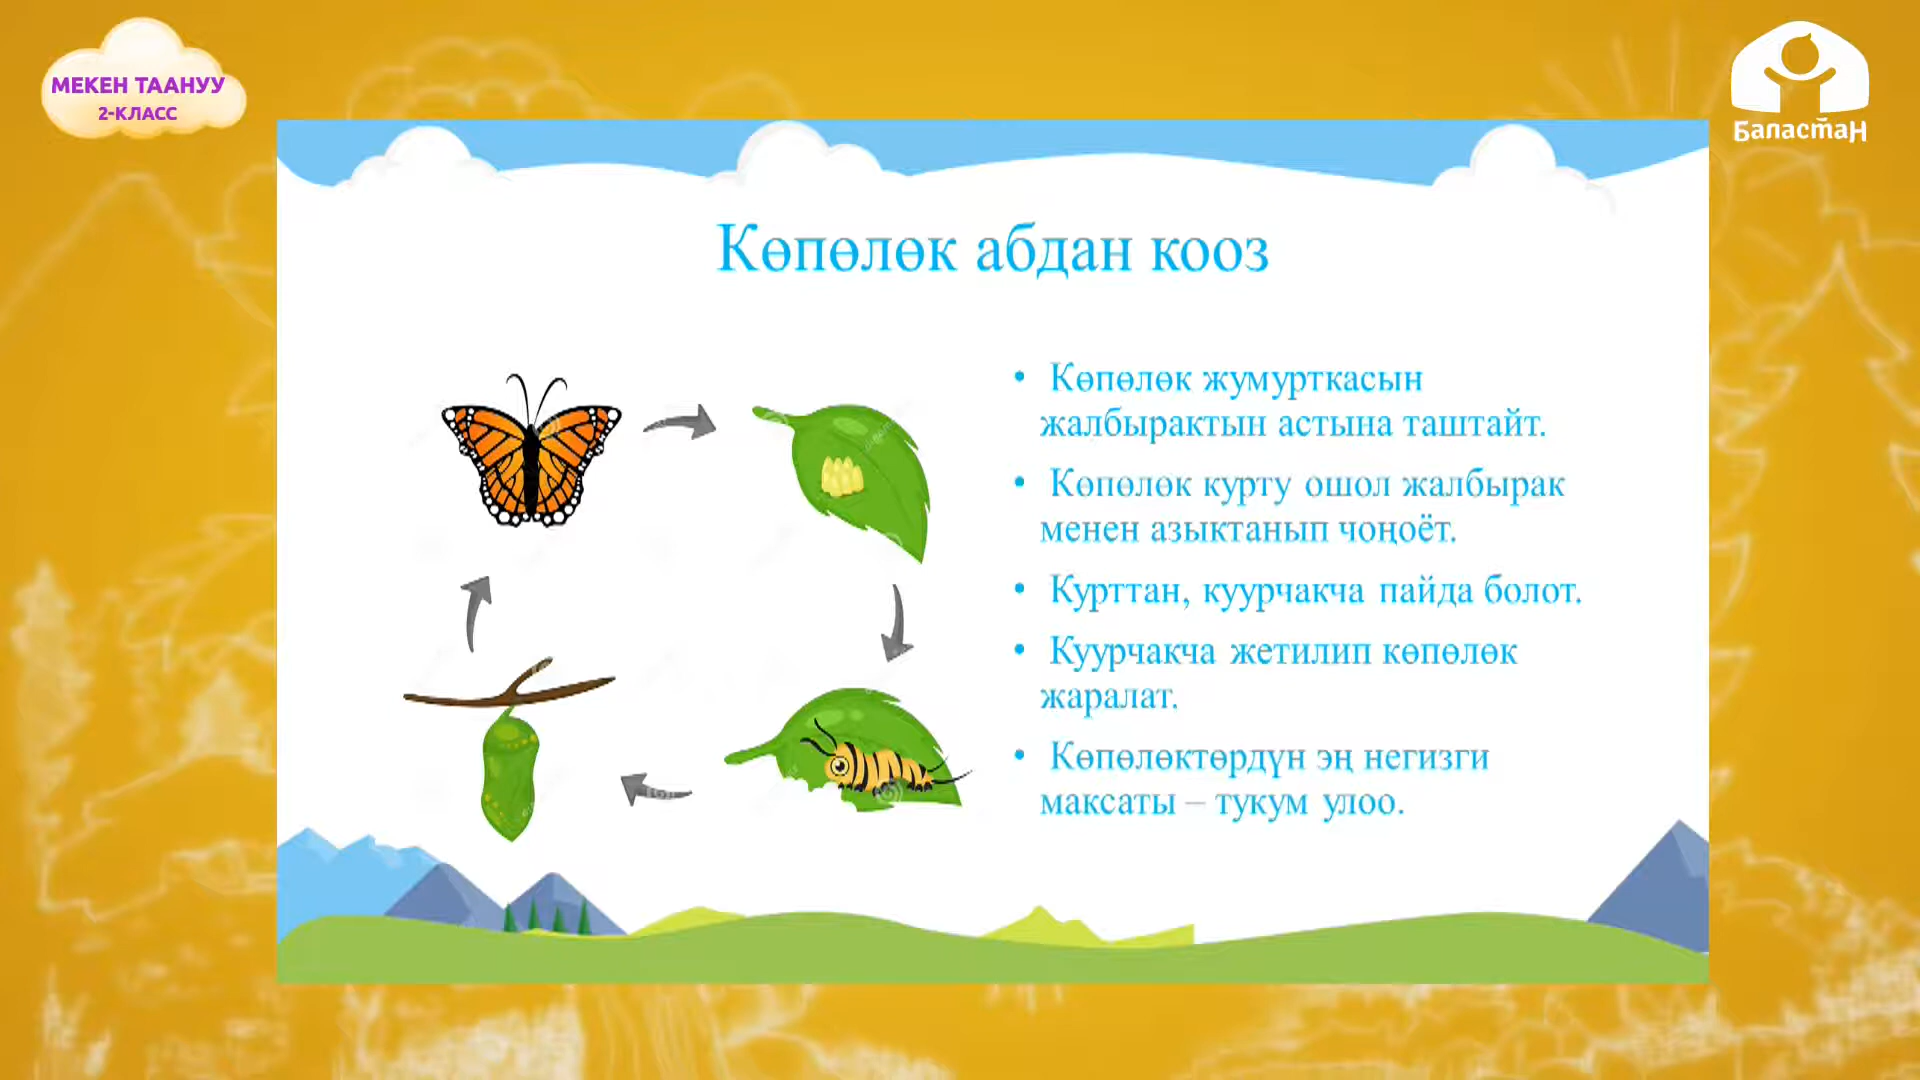 МЕКЕН ТААНУУ
2-КЛАСС
Баластан
Көпөлөк абдан кооз
• Көпөлөк жумурткасын
жалбырактын астына таштайт.
• Көпөлөк курту ошол жалбырак
менен азыктанып чоңоёт.
• Курттан, куурчакча пайда болот.
• Куурчакча жетилип көпөлөк
жаралат.
• Көпөлөктөрдүн эң негизги
максаты – тукум улоо.